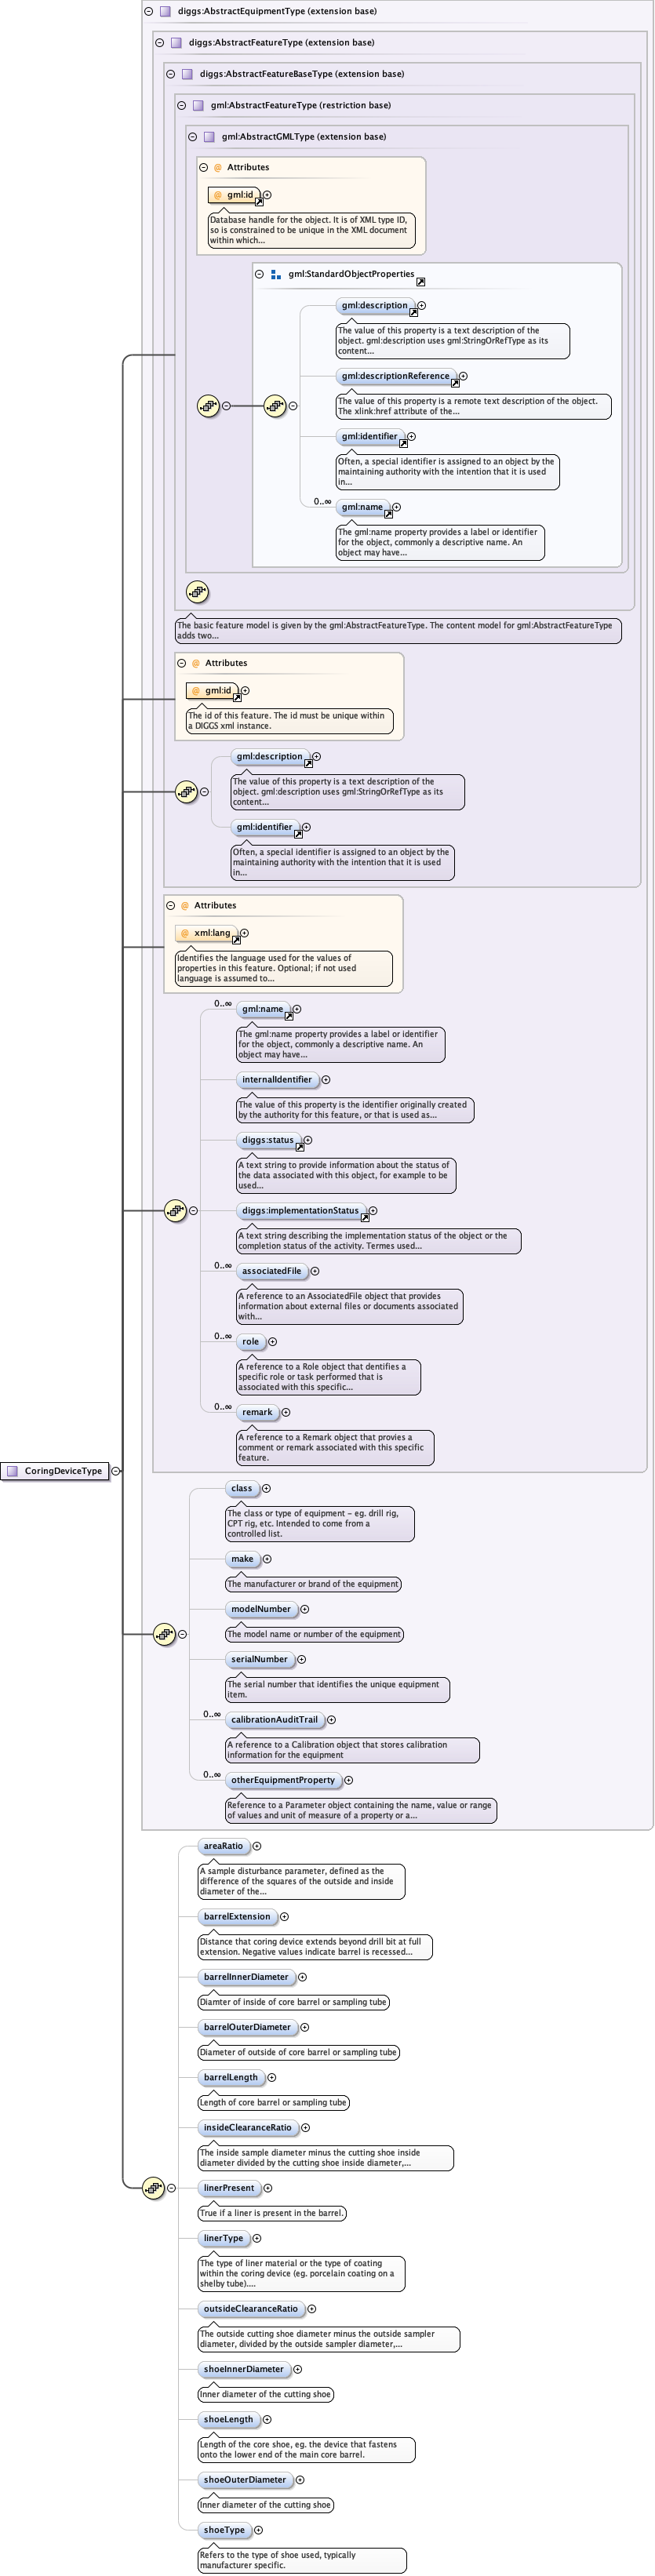 diggs:AbstractEquipmentType (extension base)
diggs:AbstractFeatureType (extension base)
diggs:AbstractFeatureBaseType (extension base)
gml:AbstractFeatureType (restriction base)
gml:AbstractGMLType (extension base)
@ Attributes
@ gml:id
Database handle for the object. It is of XML type ID,
so is constrained to be unique in the XML document
within which...
gml:StandardObjectProperties
gml:description
The value of this property is a text description of the
object. gml:description uses gml:StringOrRefType as its
content...
gml:descriptionReference
The value of this property is a remote text description of the object.
The xlink:href attribute of the...
gml:identifier
Often, a special identifier is assigned to an object by the
maintaining authority with the intention that it is used
in...
0..∞
gml:name
The gml:name property provides a label or identifier
for the object, commonly a descriptive name. An
object may have...
The basic feature model is given by the gml:AbstractFeatureType. The content model for gml:AbstractFeatureType
adds two...
@ Attributes
@ gml:id
The id of this feature. The id must be unique within
a DIGGS xml instance.
gml:description
The value of this property is a text description of the
object. gml:description uses gml:StringOrRefType as its
content...
gml:identifier
Often, a special identifier is assigned to an object by the
maintaining authority with the intention that it is used
in...
@ Attributes
@ xml:lang
Identifies the language used for the values of
properties in this feature. Optional; if not used
language is assumed to...
0..∞
gml:name
The gml:name property provides a label or identifier
for the object, commonly a descriptive name. An
object may have...
internalIdentifier
The value of this property is the identifier originally created
by the authority for this feature, or that is used as...
diggs:status
A text string to provide information about the status of
the data associated with this object, for example to be
used...
diggs:implementationStatus
A text string describing the implementation status of the object or the
completion status of the activity. Termes used...
0..∞
associatedFile
A reference to an AssociatedFile object that provides
information about external files or documents associated
with...
0..∞
role
A reference to a Role object that dentifies a
specific role or task performed that is
associated with this specific...
0..∞
remark
A reference to a Remark object that provies a
comment or remark associated with this specific
feature.
CoringDeviceType
class
The class or type of equipment - eg. drill rig,
CPT rig, etc. Intended to come from a
controlled list.
make
The manufacturer or brand of the equipment
modelNumber
The model name or number of the equipment
serialNumber
The serial number that identifies the unique equipment
item.
0..∞
calibrationAuditTrail
A reference to a Calibration object that stores calibration
information for the equipment
0..∞
otherEquipmentProperty
Reference to a Parameter object containing the name, value or range
of values and unit of measure of a property or a...
areaRatio
A sample disturbance parameter, defined as the
difference of the squares of the outside and inside
diameter of the...
barrelExtension
Distance that coring device extends beyond drill bit at full
extension. Negative values indicate barrel is recessed...
barrelInnerDiameter
Diamter of inside of core barrel or sampling tube
barrelOuterDiameter
Diameter of outside of core barrel or sampling tube
barrelLength
Length of core barrel or sampling tube
insideClearanceRatio
The inside sample diameter minus the cutting shoe inside
diameter divided by the cutting shoe inside diameter,...
linerPresent
True if a liner is present in the barrel.
linerType
The type of liner material or the type of coating
within the coring device (eg. porcelain coating on a
shelby tube)....
outsideClearanceRatio
The outside cutting shoe diameter minus the outside sampler
diameter, divided by the outside sampler diameter,...
shoeInnerDiameter
Inner diameter of the cutting shoe
shoeLength
Length of the core shoe, eg. the device that fastens
onto the lower end of the main core barrel.
shoeOuterDiameter
Inner diameter of the cutting shoe
shoeType
Refers to the type of shoe used, typically
manufacturer specific.